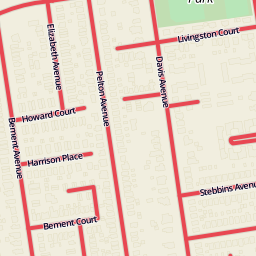 Park
Livingston Court
Elizabeth Avenue
Pelton Avenue
Davis Avenue
Howard Court
Bement Avenue
Harrison Place
Stebbins Avenue
Bement Court